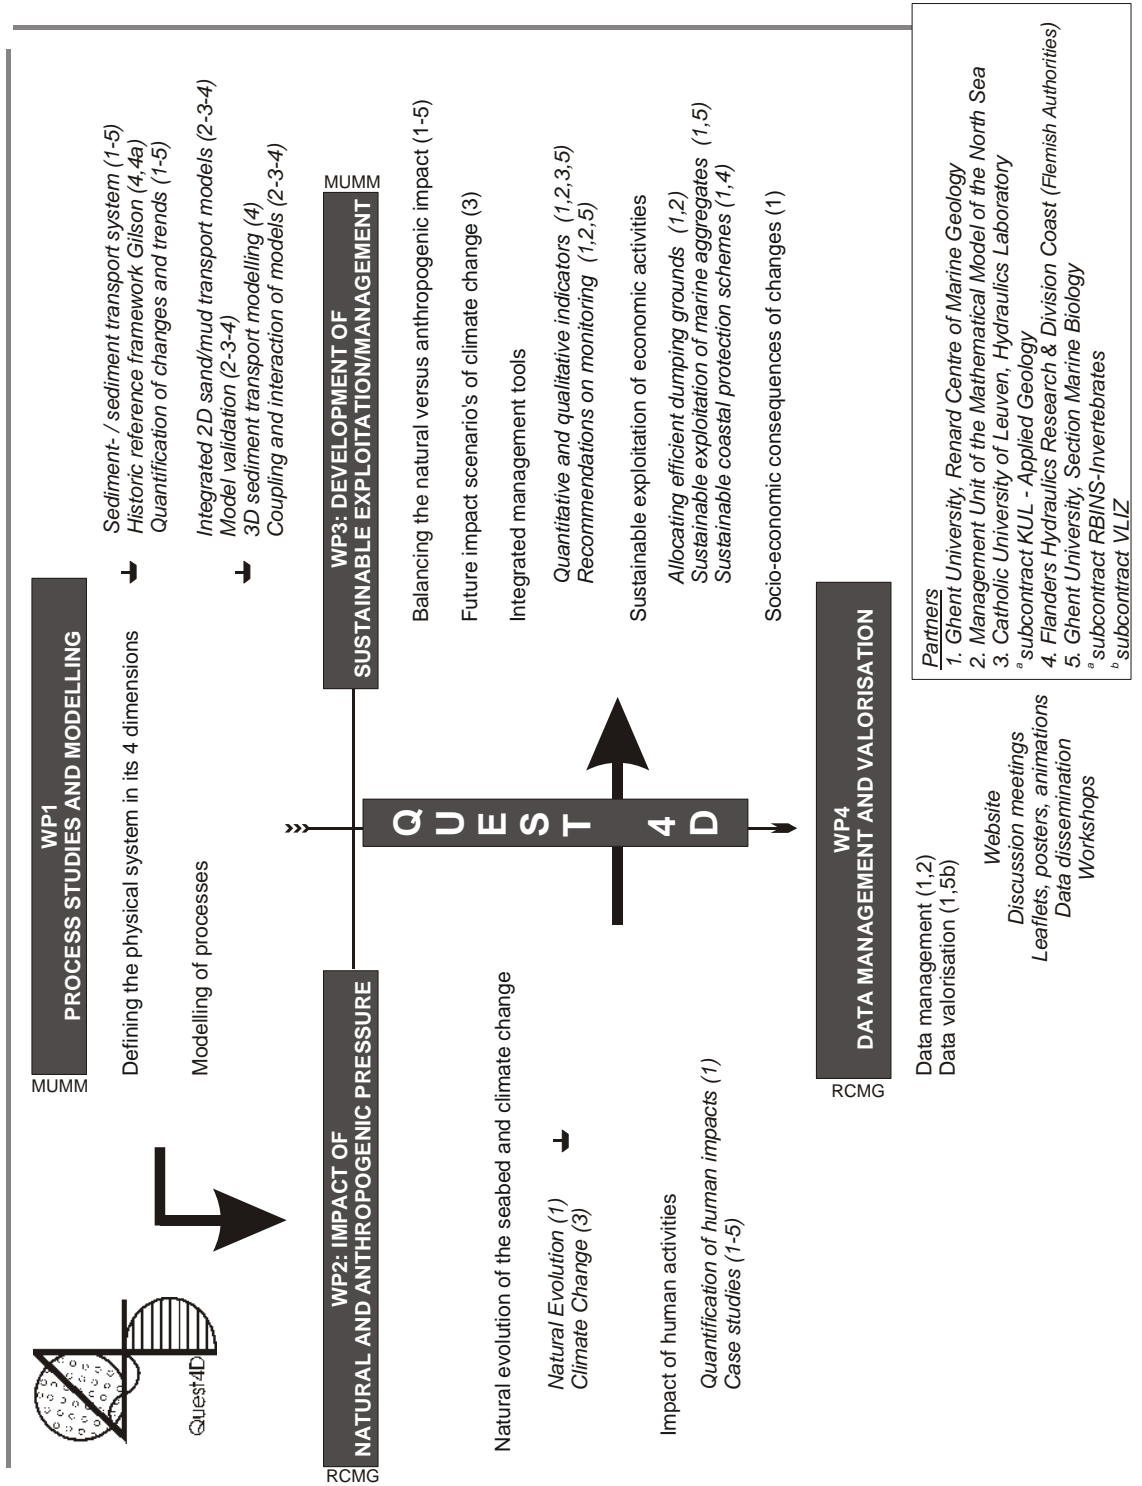 Quest4D
MUMM
WP1
PROCESS STUDIES AND MODELLING
Defining the physical system in its 4 dimensions
Sediment- / sediment transport system (1-5)
Historic reference framework Gilson (4,4a)
Quantification of changes and trends (1-5)
Modelling of processes
Integrated 2D sand/mud transport models (2-3-4)
Model validation (2-3-4)
3D sediment transport modelling (4)
Coupling and interaction of models (2-3-4)
RCMG
WP2: IMPACT OF
NATURAL AND ANTHROPOGENIC PRESSURE
Natural evolution of the seabed and climate change
Natural Evolution (1)
Climate Change (3)
Impact of human activities
Quantification of human impacts (1)
Case studies (1-5)
QUEST 4D
MUMM
WP3: DEVELOPMENT OF
SUSTAINABLE EXPLOITATION/MANAGEMENT
Balancing the natural versus anthropogenic impact (1-5)
Future impact scenario's of climate change (3)
Integrated management tools
Quantitative and qualitative indicators (1,2,3,5)
Recommendations on monitoring (1,2,5)
Sustainable exploitation of economic activities
Allocating efficient dumping grounds (1,2)
Sustainable exploitation of marine aggregates (1,5)
Sustainable coastal protection schemes (1,4)
Socio-economic consequences of changes (1)
RCMG
WP4
DATA MANAGEMENT AND VALORISATION
Data management (1,2)
Data valorisation (1,5b)
Website
Discussion meetings
Leaflets, posters, animations
Data dissemination
Workshops
Partners
1. Ghent University, Renard Centre of Marine Geology
2. Management Unit of the Mathematical Model of the North Sea
3. Catholic University of Leuven, Hydraulics Laboratory
a subcontract KUL - Applied Geology
4. Flanders Hydraulics Research & Division Coast (Flemish Authorities)
5. Ghent University, Section Marine Biology
a subcontract RBINS-Invertebrates
b subcontract VLIZ